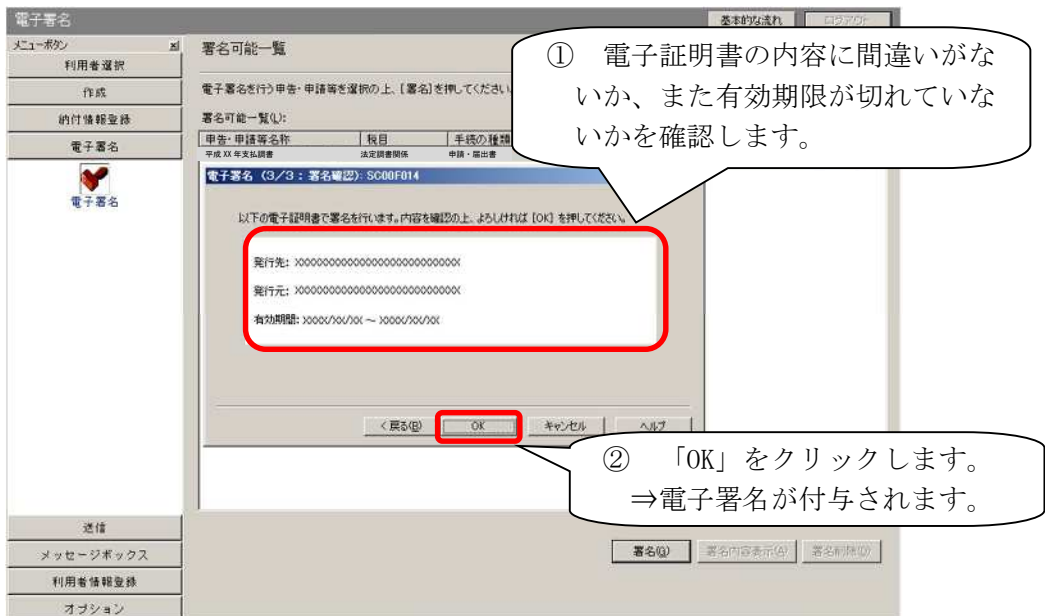 電子署名
基本的な流れ
ログアウト
メニューボタン
利用者選択
作成
納付情報登録
電子署名
電子署名
送信
メッセージボックス
利用者情報登録
オプション
署名可能一覧
電子署名を行う申告・申請等を選択の上、[署名]を押してください
署名可能一覧(L):
申告・申請等名称 税目 手続の種類
平成XX年支払調書 法定調書関係 申請・届出書
電子署名 (3/3:署名確認):SC00F014
以下の電子証明書で署名を行います。内容を確認の上、よろしければ [OK] を押してください。
発行先: XXXXXXXXXXXXXXXXXXXXXXXXXXXX
発行元: XXXXXXXXXXXXXXXXXXXXXXXXXXXX
有効期間: XXXX/XX/XX ～ XXXX/XX/XX
< 戻る(B)
OK
キャンセル
ヘルプ
署名(G)
署名内容表示(A)
署名削除(D)
① 電子証明書の内容に間違いがな
いか、また有効期限が切れていな
いかを確認します。
② 「OK」をクリックします。
⇒電子署名が付与されます。